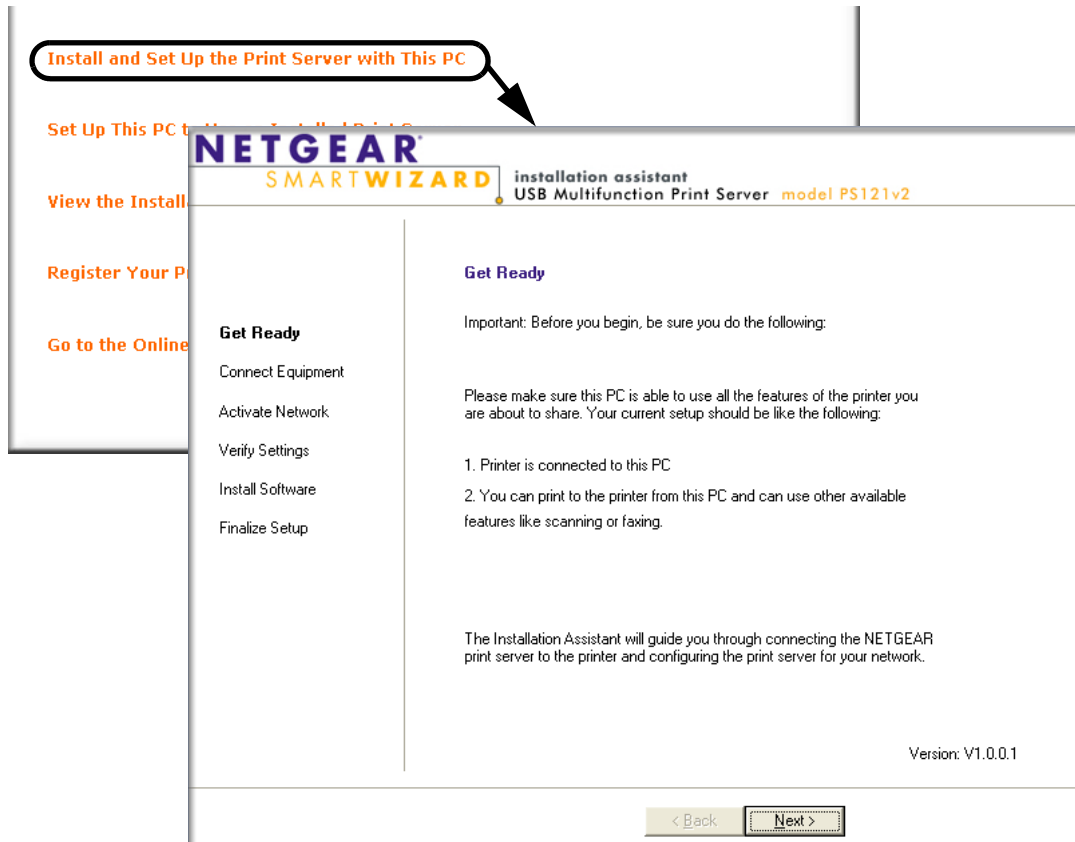 Install and Set Up the Print Server with This PC
Set Up This PC t
View the Install
Register Your P
Go to the Online
NETGEAR
SMARTWIZARD
installation assistant
USB Multifunction Print Server model PS121v2
Get Ready
Connect Equipment
Activate Network
Verify Settings
Install Software
Finalize Setup
Get Ready
Important: Before you begin, be sure you do the following:
Please make sure this PC is able to use all the features of the printer you
are about to share. Your current setup should be like the following:
1. Printer is connected to this PC
2. You can print to the printer from this PC and can use other available
features like scanning or faxing.
The Installation Assistant will guide you through connecting the NETGEAR
print server to the printer and configuring the print server for your network.
Version: V1.0.0.1
< Back
Next >